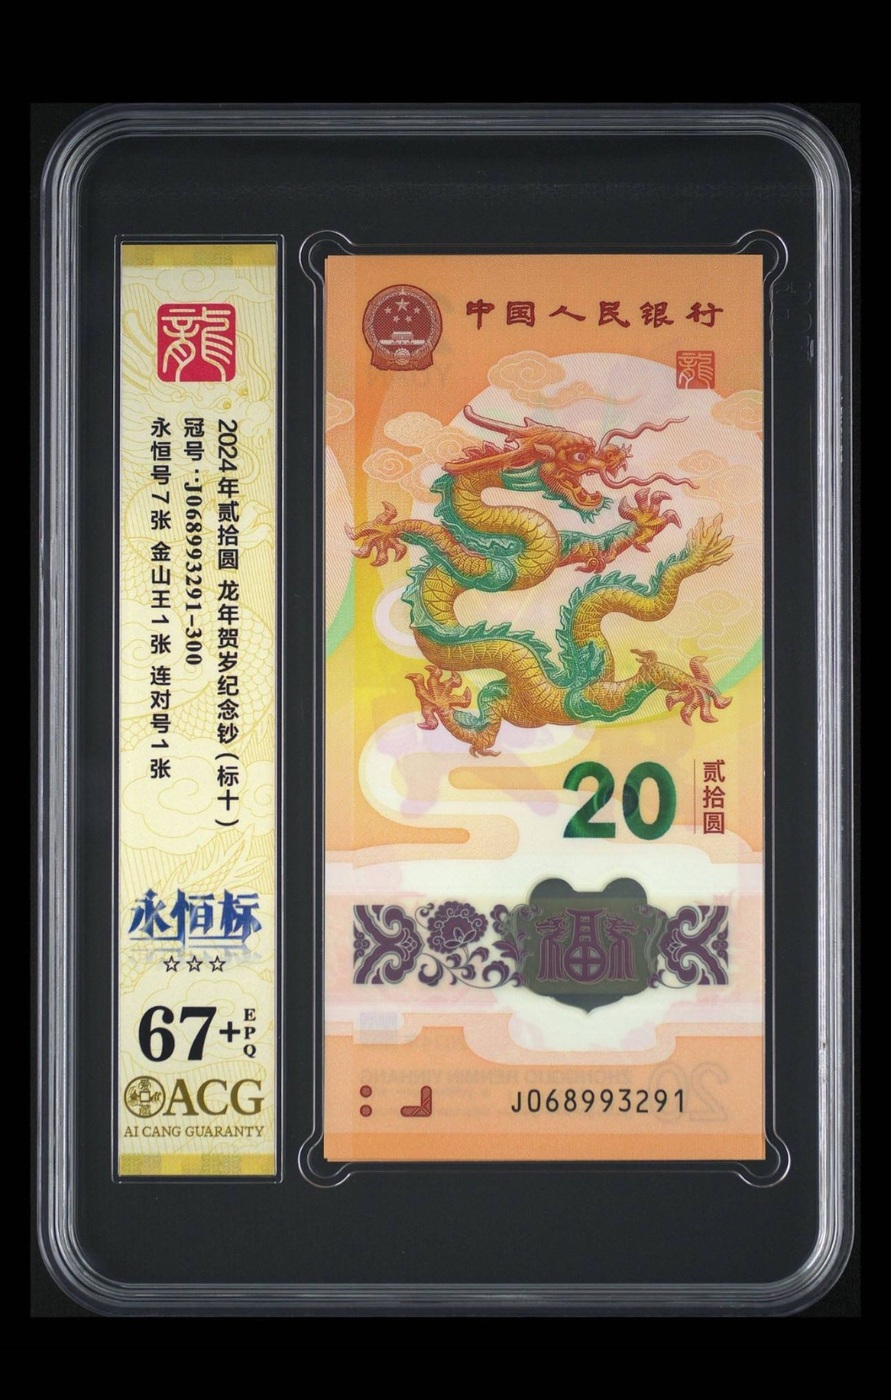 龍
2024年贰拾圆 龙年贺岁纪念钞(标十)
冠号:J068993291-300
永恒号7张 金山王1张 连对号1张
永恒标
☆☆☆
67+EPQ
ACG
AI CANG GUARANTY
中国人民银行
龍
20
贰拾圆
福
J068993291